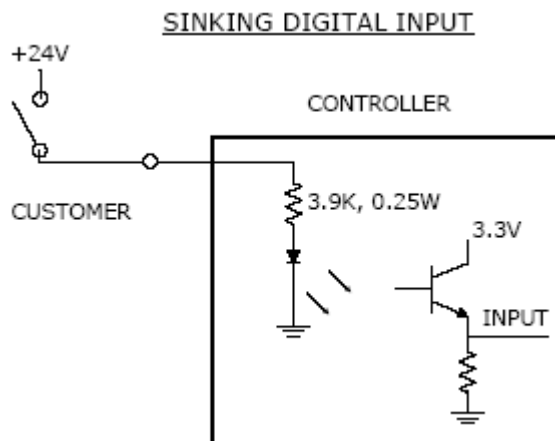 SINKING DIGITAL INPUT
+24V
CONTROLLER
CUSTOMER
3.9K, 0.25W
3.3V
INPUT